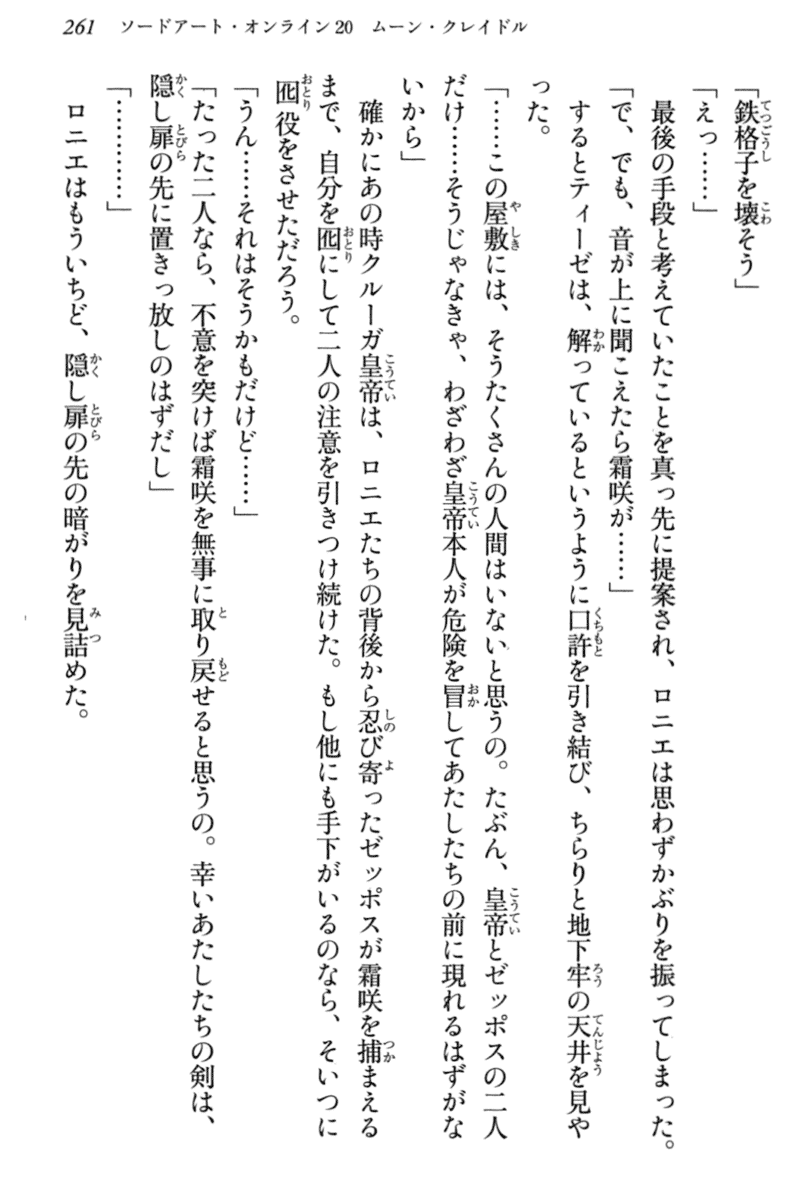 261　ソードアート・オンライン20　ムーン・クレイドル
「鉄格子を壊そう」
「えっ……」
　最後の手段と考えていたことを真っ先に提案され、ロニエは思わずかぶりを振ってしまった。
「で、でも、音が上に聞こえたら霜咲が……」
　するとティーゼは、解っているというように口許を引き結び、ちらりと地下牢の天井を見や
った。
「……この屋敷には、そうたくさんの人間はいないと思うの。たぶん、皇帝とゼッポスの二人
だけ……そうじゃなきゃ、わざわざ皇帝本人が危険を冒してあたしたちの前に現れるはずがな
いから」
　確かにあの時クルーガ皇帝は、ロニエたちの背後から忍び寄ったゼッポスが霜咲を捕まえる
まで、自分を囮にして二人の注意を引きつけ続けた。もし他にも手下がいるのなら、そいつに
囮役をさせただろう。
「うん……それはそうかもだけど……」
「たった二人なら、不意を突けば霜咲を無事に取り戻せると思うの。幸いあたしたちの剣は、
隠し扉の先に置きっ放しのはずだし」
「…………」
　ロニエはもういちど、隠し扉の先の暗がりを見詰めた。